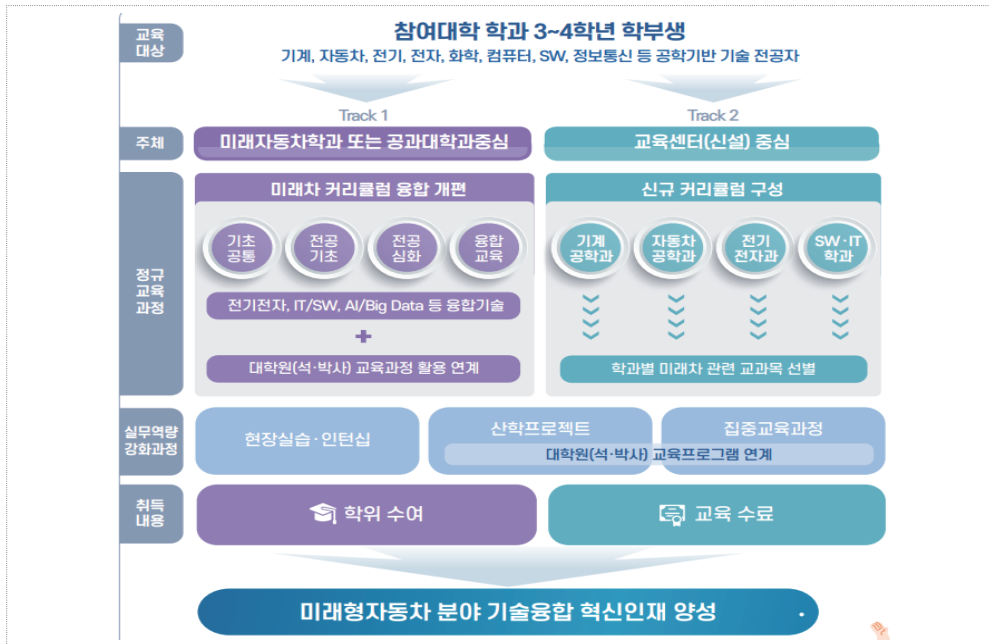 교육
대상
참여대학 학과 3~4학년 학부생
기계, 자동차, 전기, 전자, 화학, 컴퓨터, SW, 정보통신 등 공학기반 기술 전공자
Track 1
Track 2
주체
미래자동차학과 또는 공과대학과중심
교육센터(신설) 중심
정규
교육
과정
미래차 커리큘럼 융합 개편
기초
공통
전공
기초
전공
심화
융합
교육
전기전자, IT/SW, AI/Big Data 등 융합기술
+
대학원(석·박사) 교육과정 활용 연계
신규 커리큘럼 구성
기계
공학과
자동차
공학과
전기
전자과
SW·IT
학과
학과별 미래차 관련 교과목 선별
실무역량
강화과정
현장실습·인턴십
산학프로젝트
집중교육과정
대학원(석·박사) 교육프로그램 연계
취득
내용
학위 수여
교육 수료
미래형자동차 분야 기술융합 혁신인재 양성